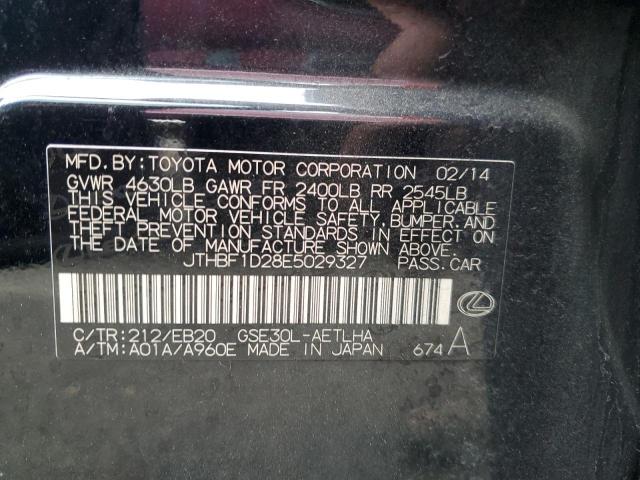 MFD. BY: TOYOTA MOTOR CORPORATION 02/14
GVWR 4630LB GAWR FR 2400LB RR 2545LB
THIS VEHICLE CONFORMS TO ALL APPLICABLE
FEDERAL MOTOR VEHICLE SAFETY, BUMPER, AND
THEFT PREVENTION STANDARDS IN EFFECT ON
THE DATE OF MANUFACTURE SHOWN ABOVE.
JTHBF1D28E5029327 PASS. CAR
C/TR: 212/EB20 GSE30L-AETLHA
A/TM: A01A/A960E MADE IN JAPAN 674 A